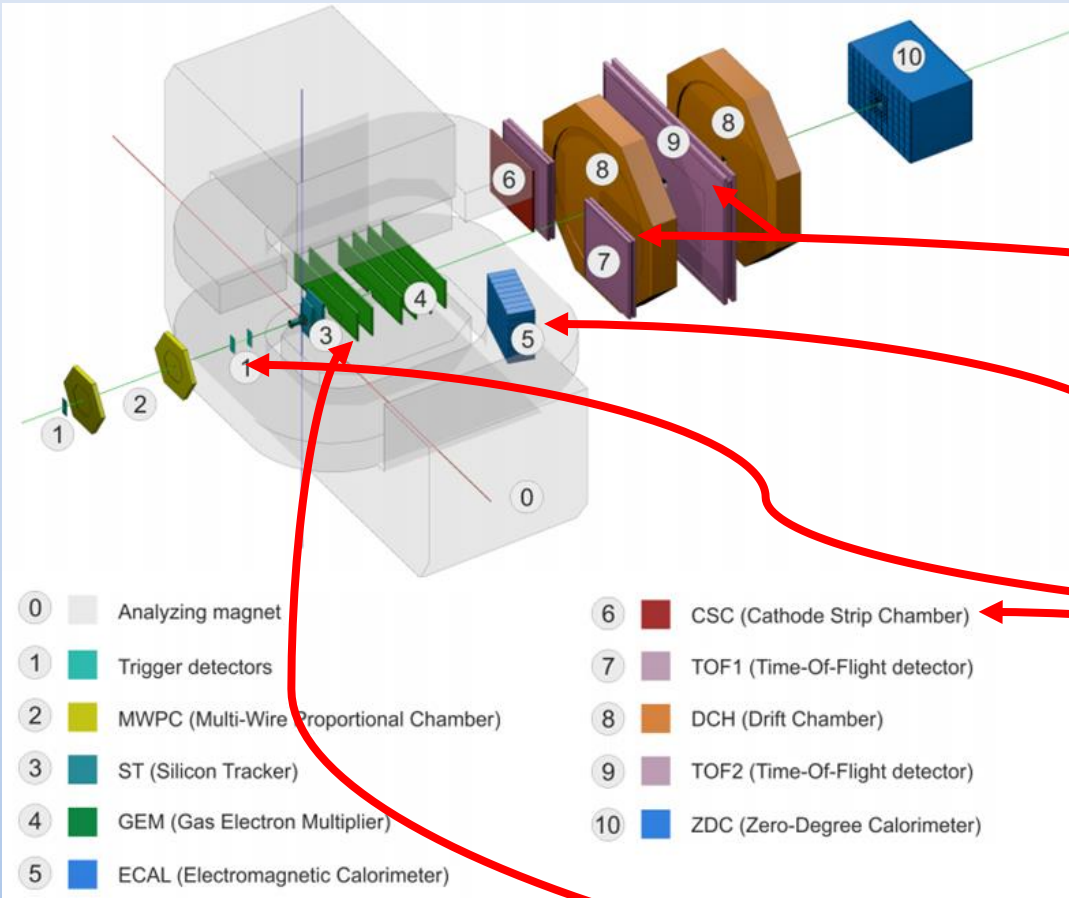 10
8
9
8
6
7
4
5
3
1
2
1
0
0 Analyzing magnet
1 Trigger detectors
2 MWPC (Multi-Wire Proportional Chamber)
3 ST (Silicon Tracker)
4 GEM (Gas Electron Multiplier)
5 ECAL (Electromagnetic Calorimeter)
6 CSC (Cathode Strip Chamber)
7 TOF1 (Time-Of-Flight detector)
8 DCH (Drift Chamber)
9 TOF2 (Time-Of-Flight detector)
10 ZDC (Zero-Degree Calorimeter)